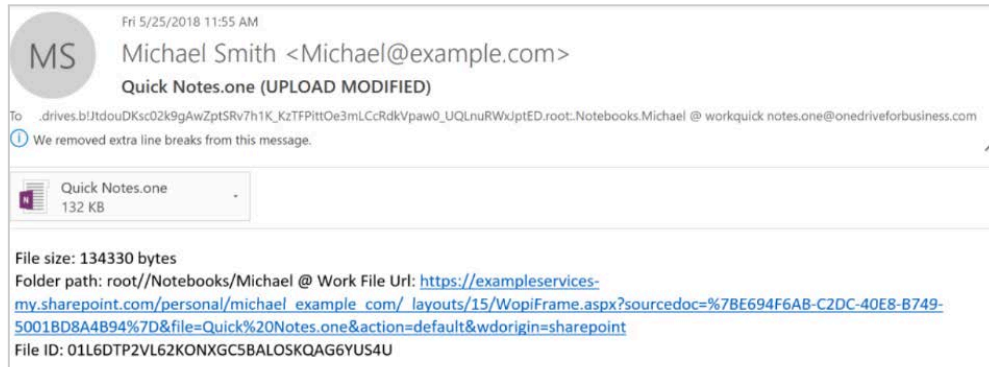 Fri 5/25/2018 11:55 AM
MS
Michael Smith <Michael@example.com>
Quick Notes.one (UPLOAD MODIFIED)
To .drives.b!JtdouDKsc02k9gAwZptSRv7h1K_KzTFPittOe3mLCcRdkVpaw0_UQLnuRWxJptED.root:.Notebooks.Michael @ workquick notes.one@onedriveforbusiness.com
We removed extra line breaks from this message.
Quick Notes.one
132 KB
File size: 134330 bytes
Folder path: root//Notebooks/Michael @ Work File Url: https://exampleservices-
my.sharepoint.com/personal/michael_example_com/_layouts/15/WopiFrame.aspx?sourcedoc=%7BE694F6AB-C2DC-40E8-B749-
5001BD8A4B94%7D&file=Quick%20Notes.one&action=default&wdorigin=sharepoint
File ID: 01L6DTP2VL62KONXGC5BALOSKQAG6YUS4U